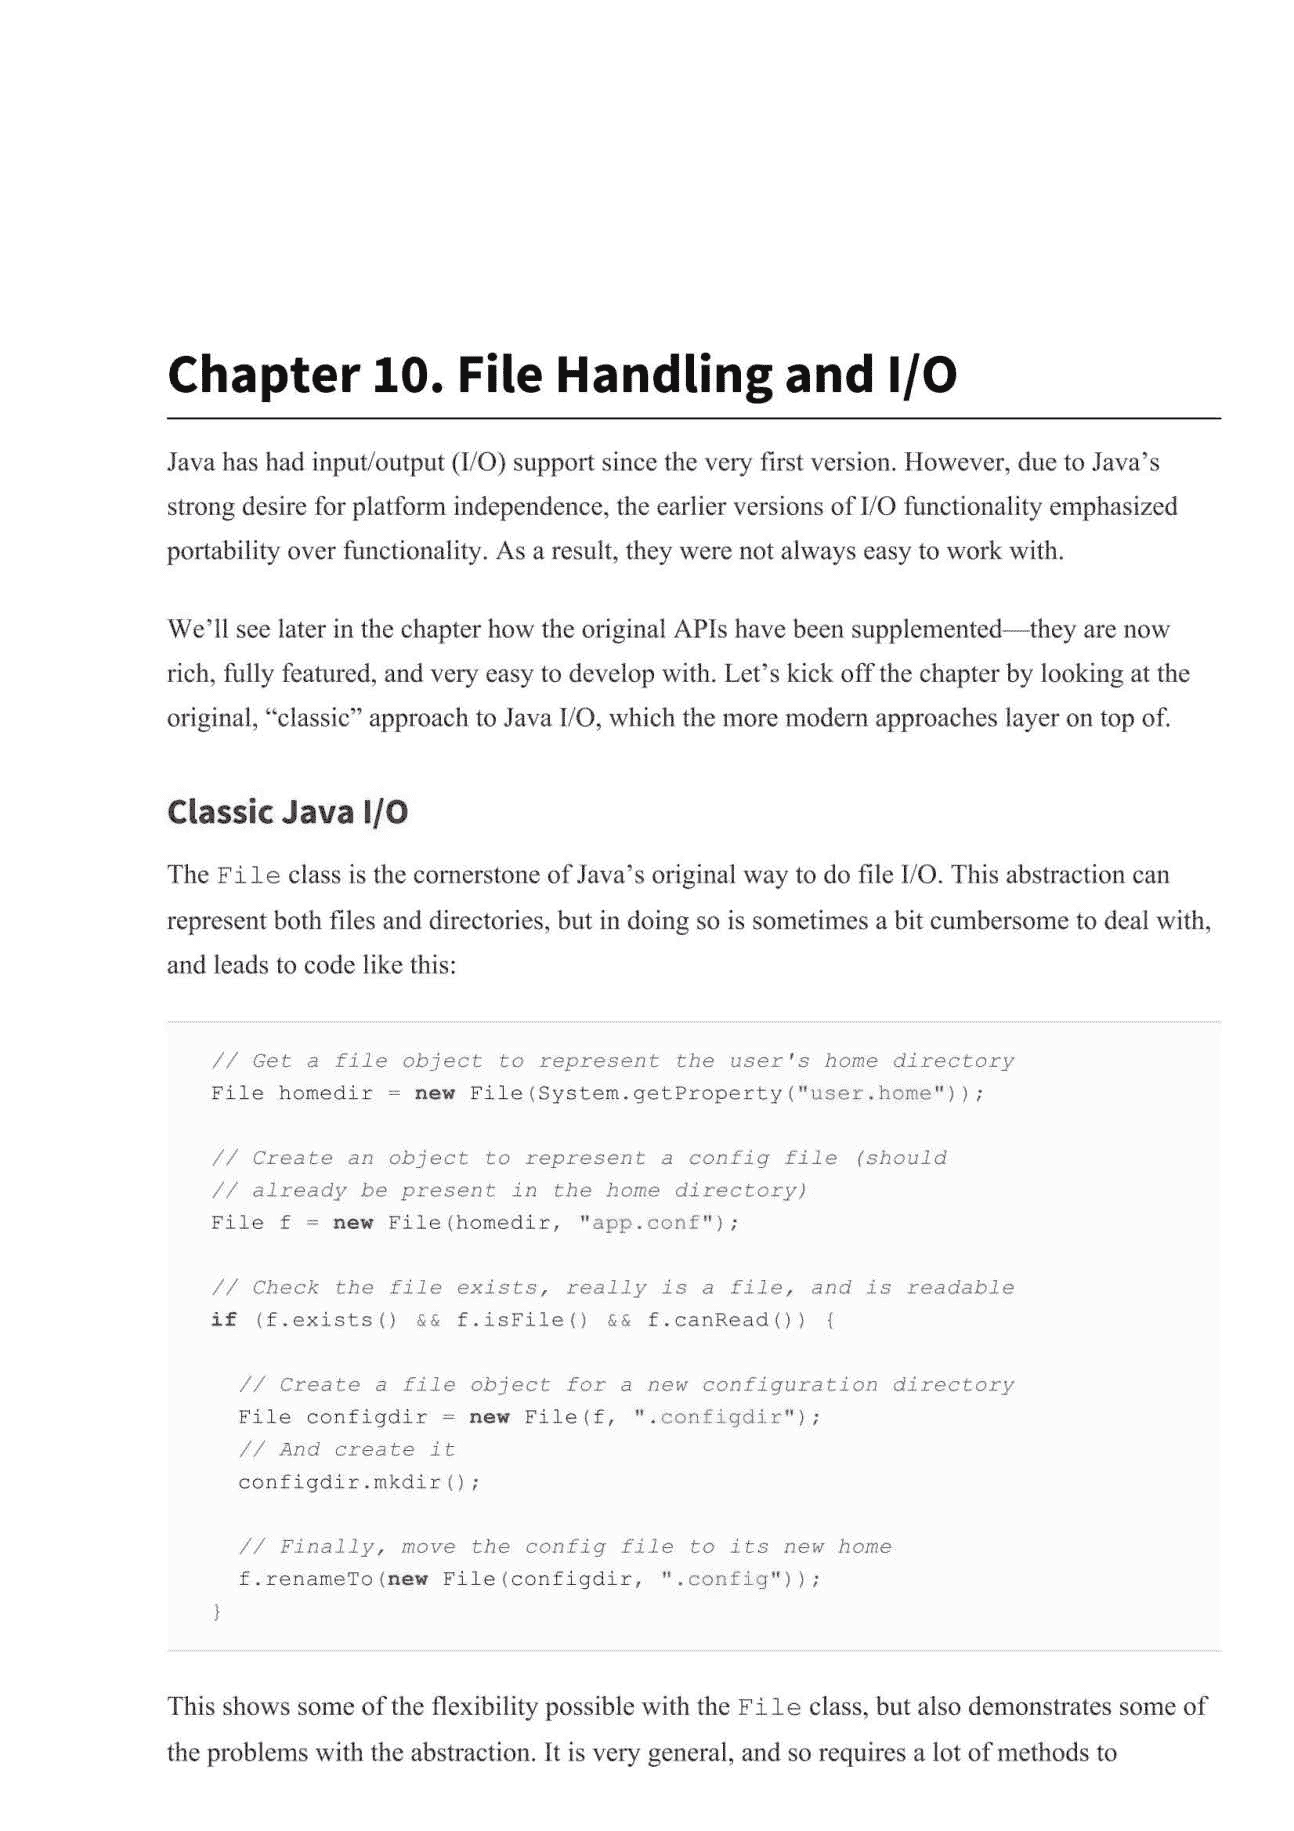 Chapter 10. File Handling and I/O
Java has had input/output (I/O) support since the very first version. However, due to Java’s
strong desire for platform independence, the earlier versions of I/O functionality emphasized
portability over functionality. As a result, they were not always easy to work with.
We’ll see later in the chapter how the original APIs have been supplemented—they are now
rich, fully featured, and very easy to develop with. Let’s kick off the chapter by looking at the
original, “classic” approach to Java I/O, which the more modern approaches layer on top of.
Classic Java I/O
The File class is the cornerstone of Java’s original way to do file I/O. This abstraction can
represent both files and directories, but in doing so is sometimes a bit cumbersome to deal with,
and leads to code like this:
// Get a file object to represent the user's home directory
File homedir = new File(System.getProperty("user.home"));
// Create an object to represent a config file (should
// already be present in the home directory)
File f = new File(homedir, "app.conf");
// Check the file exists, really is a file, and is readable
if (f.exists() && f.isFile() && f.canRead()) {
  // Create a file object for a new configuration directory
  File configdir = new File(f, ".configdir");
  // And create it
  configdir.mkdir();
  // Finally, move the config file to its new home
  f.renameTo(new File(configdir, ".config"));
}
This shows some of the flexibility possible with the File class, but also demonstrates some of
the problems with the abstraction. It is very general, and so requires a lot of methods to